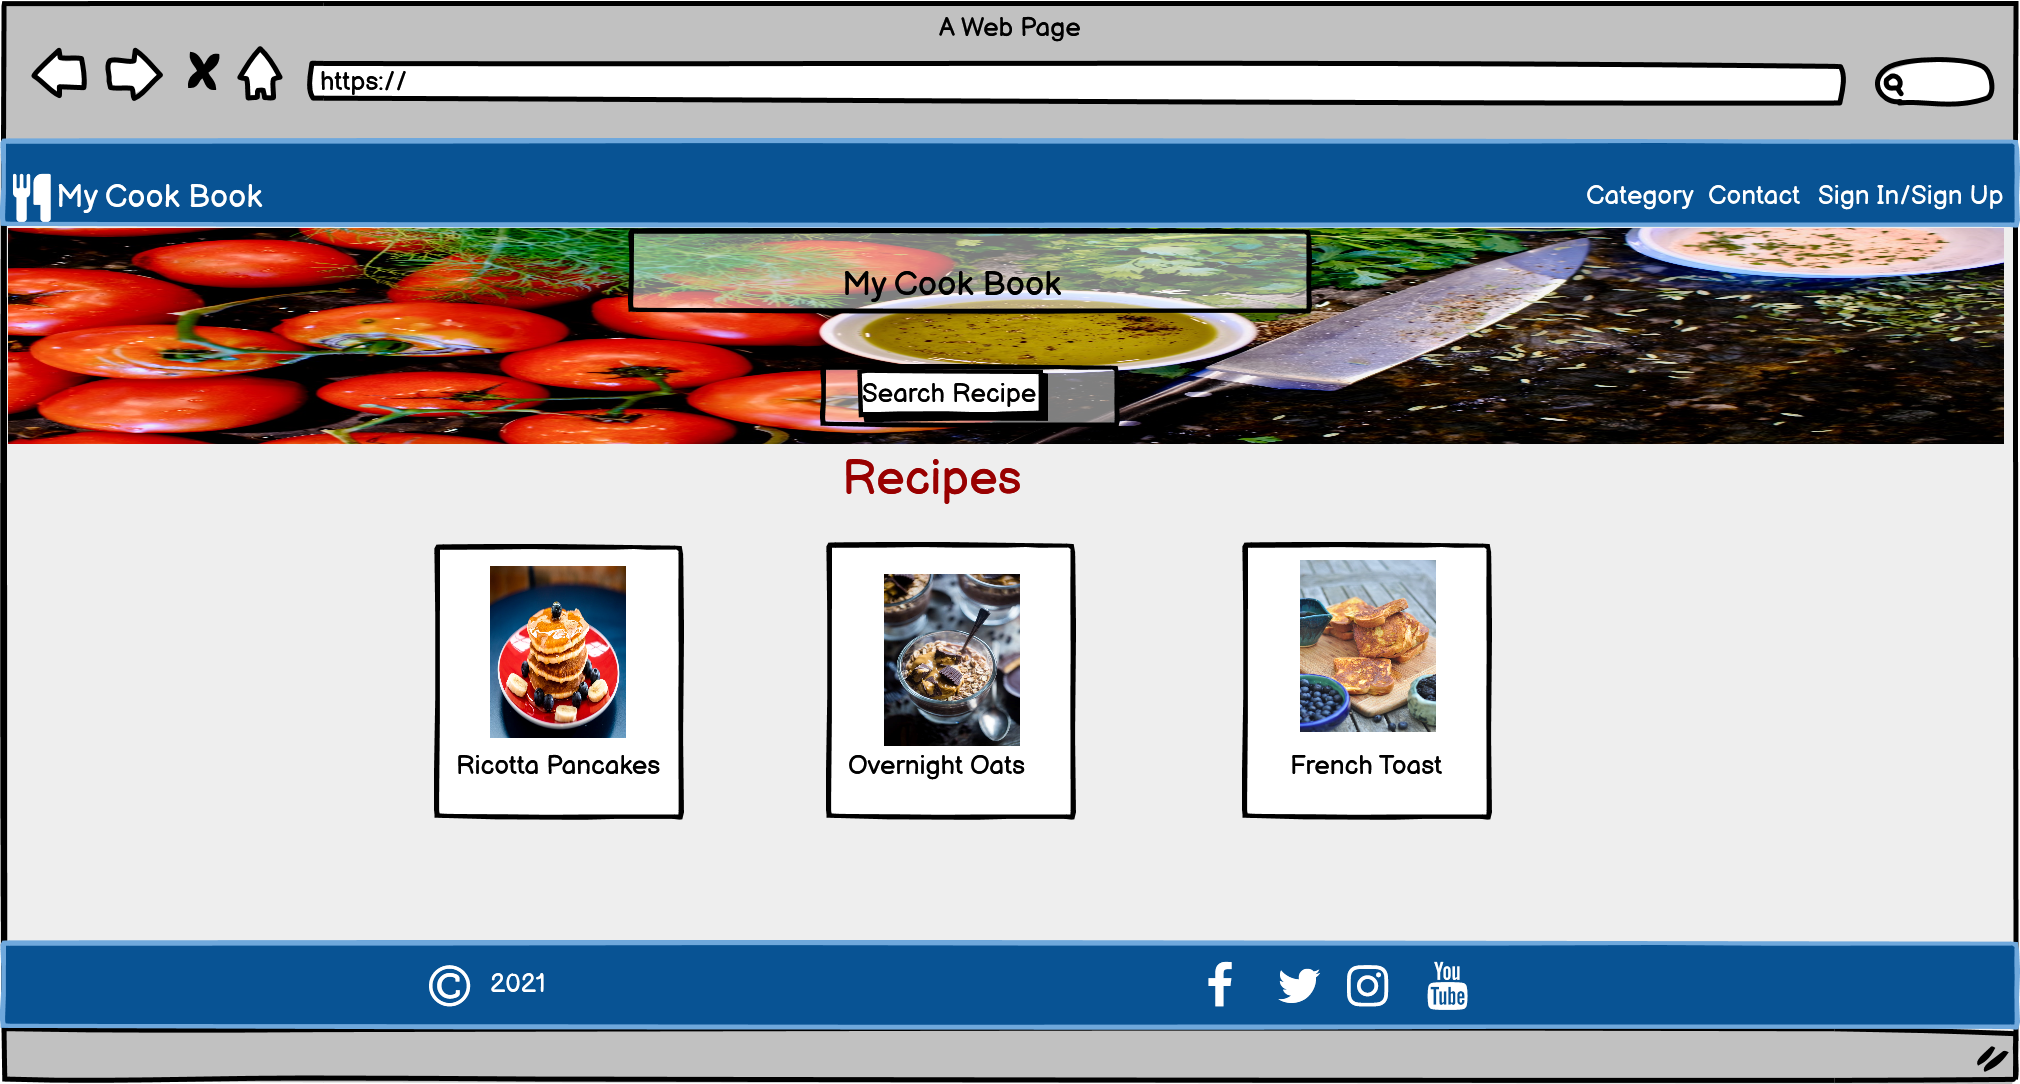 A Web Page
https://
My Cook Book
Category Contact Sign In/Sign Up
My Cook Book
Search Recipe
Recipes
Ricotta Pancakes
Overnight Oats
French Toast
© 2021
You
Tube